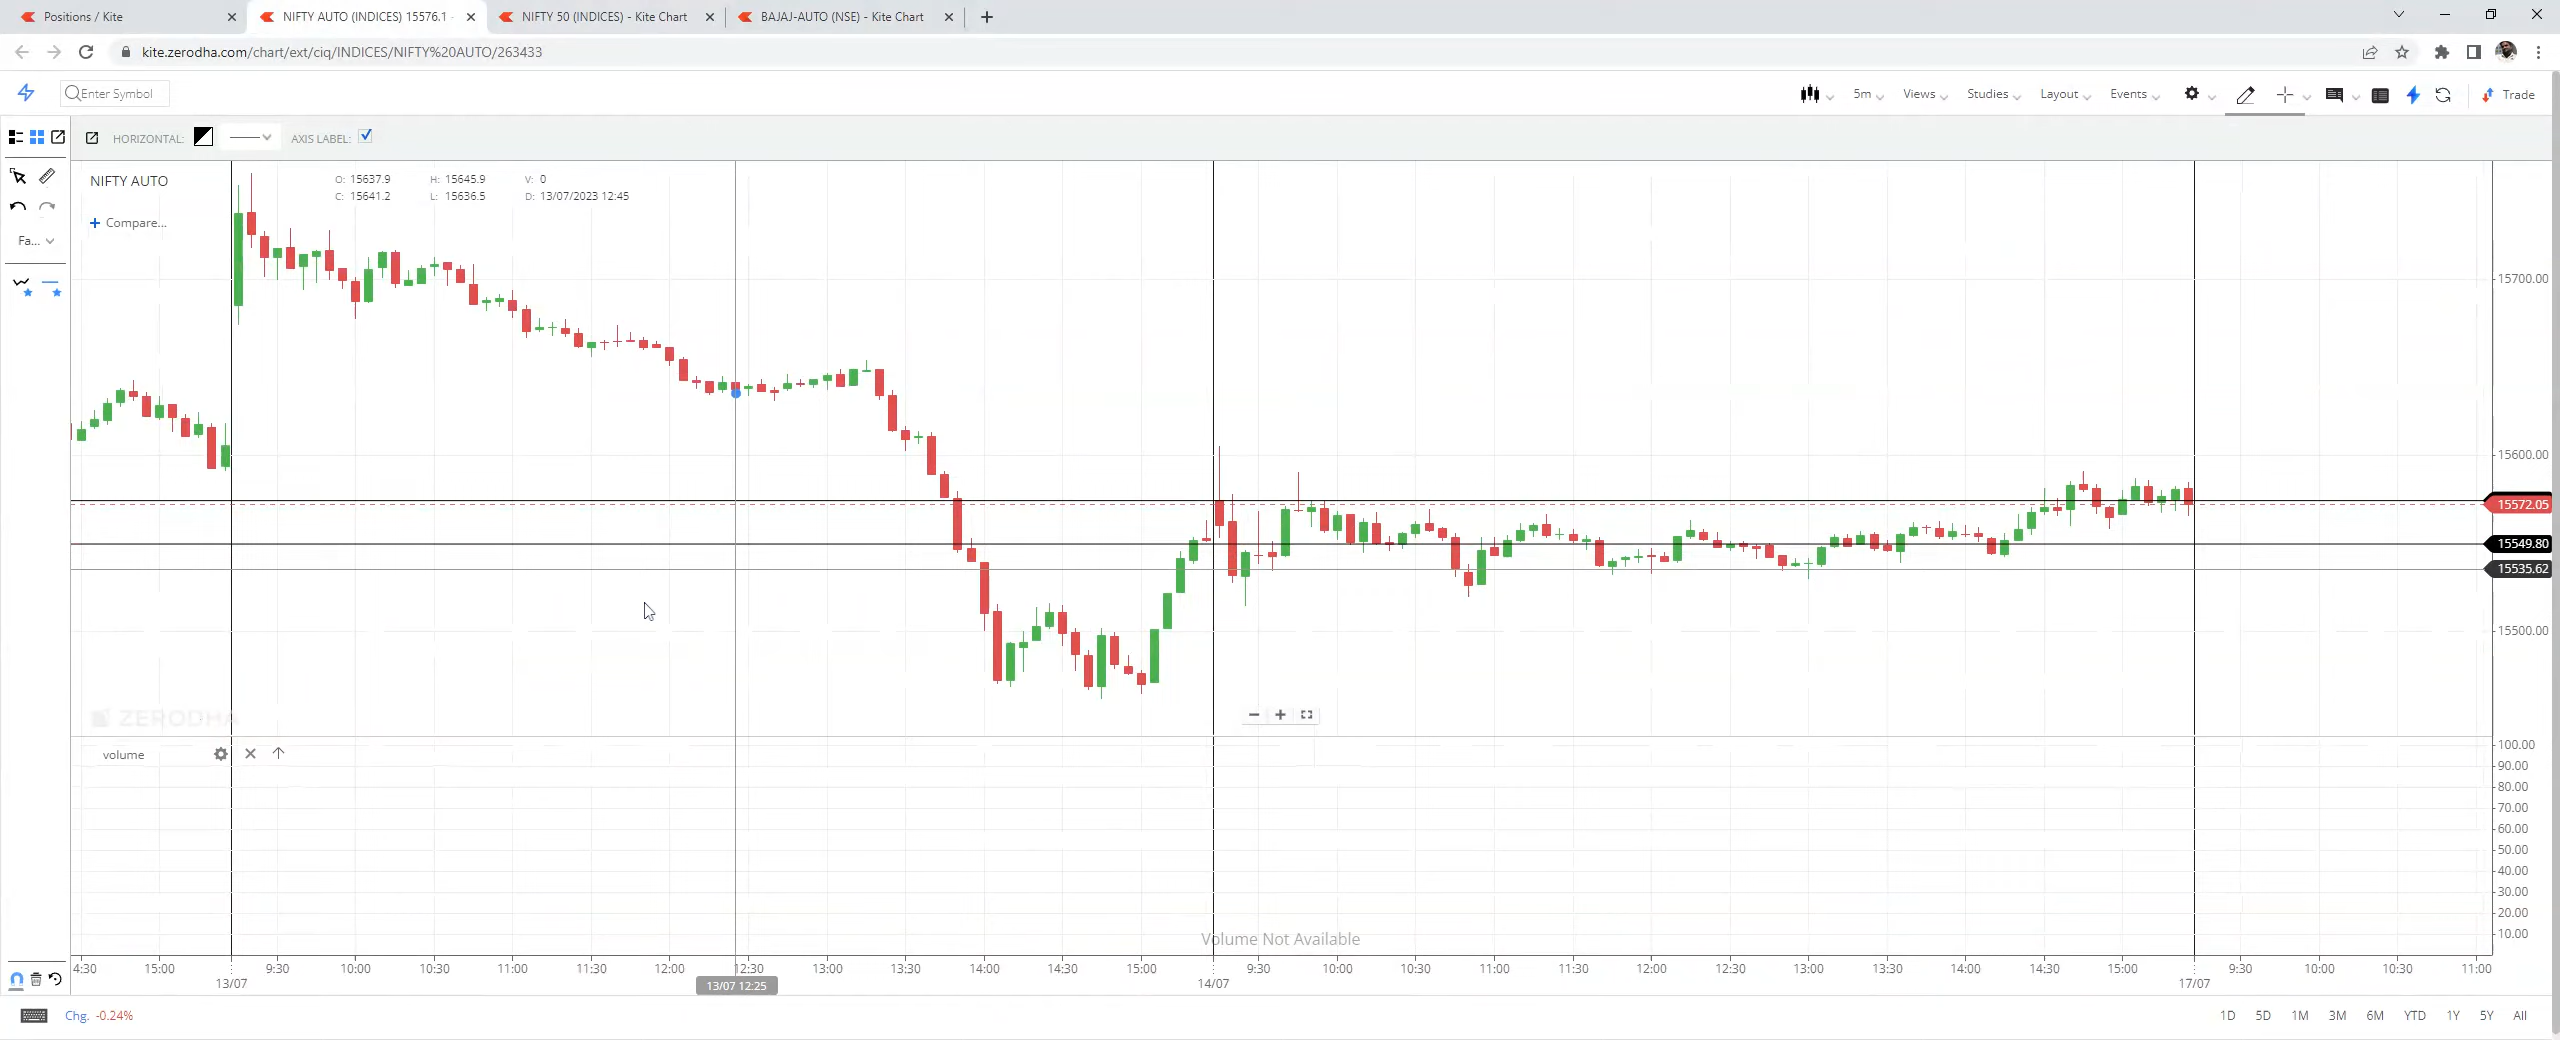 Positions / Kite
NIFTY AUTO (INDICES) 15576.1 -
NIFTY 50 (INDICES) - Kite Chart
BAJAJ-AUTO (NSE) - Kite Chart
kite.zerodha.com/chart/ext/ciq/INDICES/NIFTY%20AUTO/263433
Enter Symbol
5m
Views
Studies
Layout
Events
Trade
HORIZONTAL:
AXIS LABEL:
NIFTY AUTO
O: 15637.9 H: 15645.9 V: 0
C: 15641.2 L: 15636.5 D: 13/07/2023 12:45
+ Compare...
Fa...
15700.00
15600.00
15572.05
15549.80
15535.62
15500.00
ZERODHA
volume
100.00
90.00
80.00
70.00
60.00
50.00
40.00
30.00
20.00
10.00
Volume Not Available
4:30 15:00 9:30 10:00 10:30 11:00 11:30 12:00 12:30 13:00 13:30 14:00 14:30 15:00 9:30 10:00 10:30 11:00 11:30 12:00 12:30 13:00 13:30 14:00 14:30 15:00 9:30 10:00 10:30 11:00
13/07 13/07 12:25 14/07 17/07
Chg. -0.24%
1D 5D 1M 3M 6M YTD 1Y 5Y All